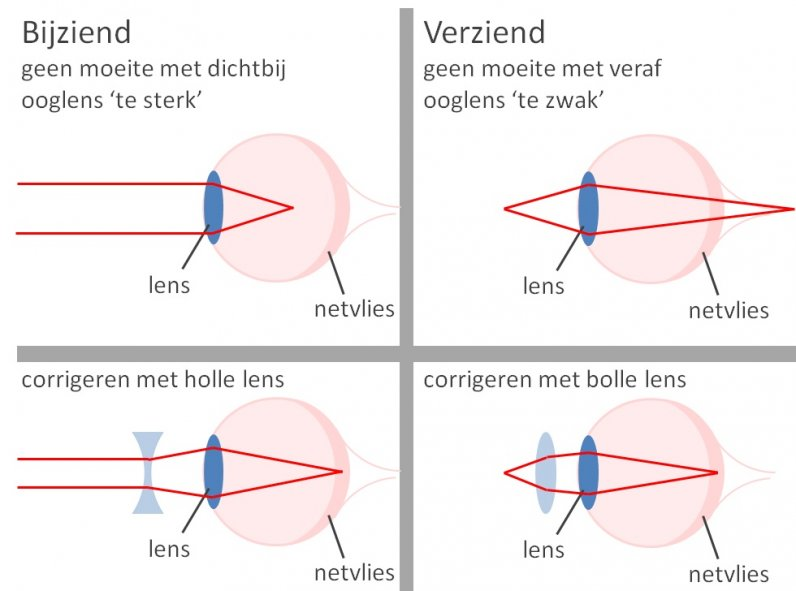 Bijziend
geen moeite met dichtbij
ooglens ‘te sterk’
lens
netvlies
Verziend
geen moeite met veraf
ooglens ‘te zwak’
lens
netvlies
corrigeren met holle lens
lens
netvlies
corrigeren met bolle lens
lens
netvlies